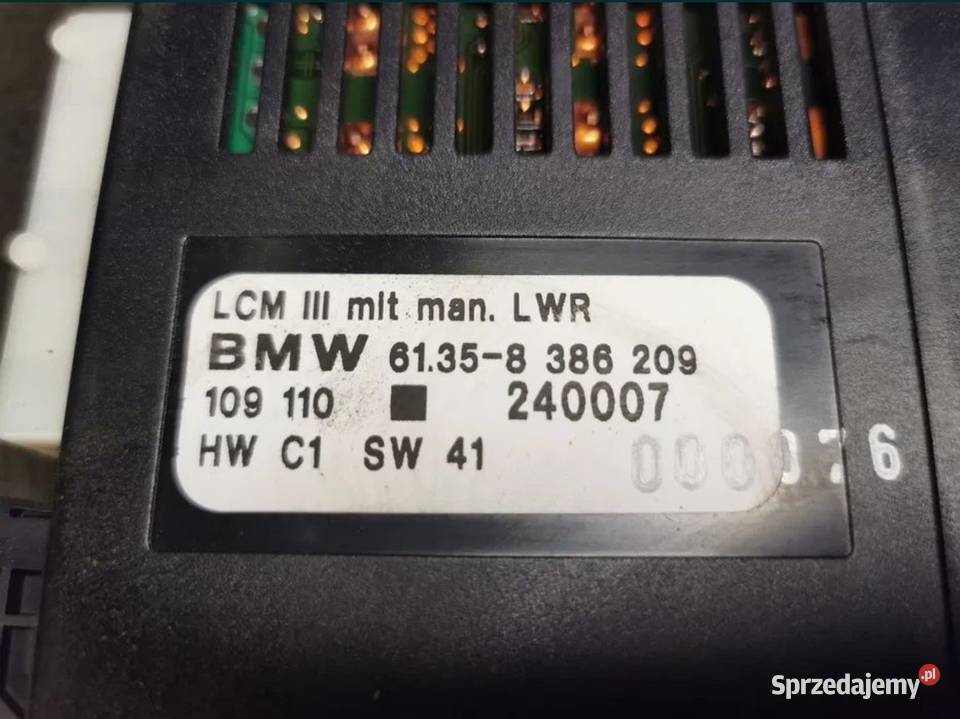 LCM III mit man. LWR
BMW 61.35-8 386 209
109 110 240007
HW C1 SW 41
000076
Sprzedajemy.pl